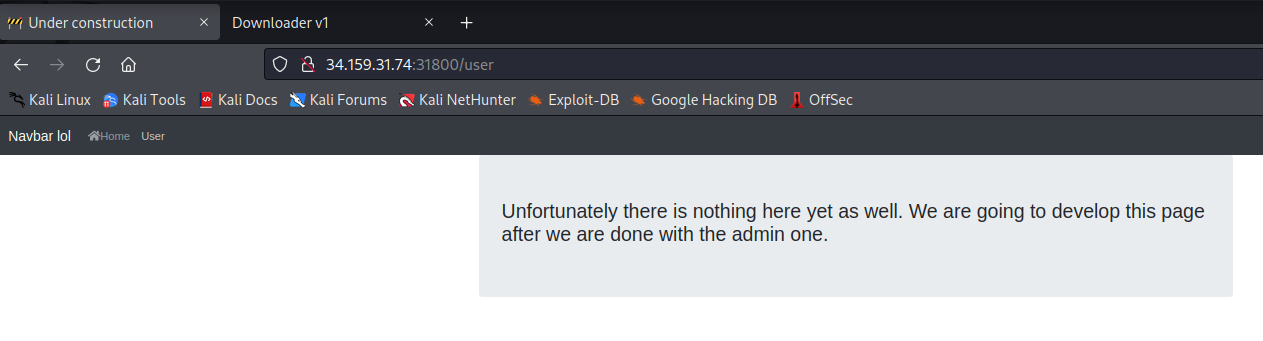 Under construction
Downloader v1
34.159.31.74:31800/user
Kali Linux Kali Tools Kali Docs Kali Forums Kali NetHunter Exploit-DB Google Hacking DB OffSec
Navbar lol Home User
Unfortunately there is nothing here yet as well. We are going to develop this page
after we are done with the admin one.